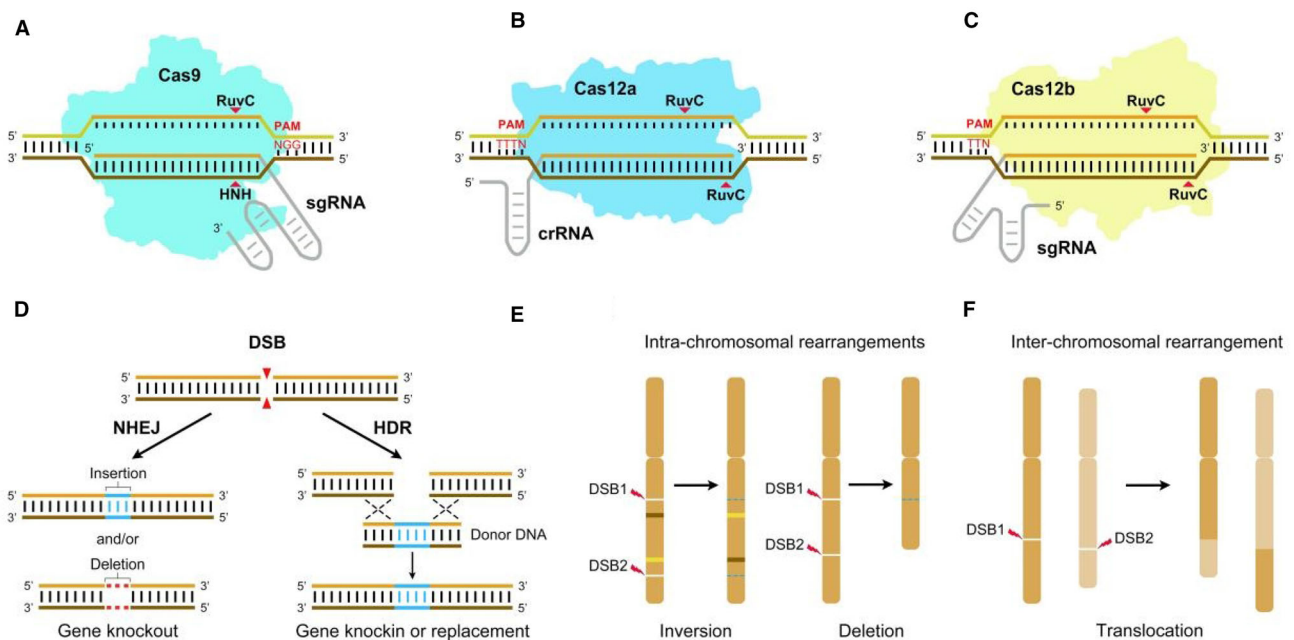 A
Cas9
RuvC
PAM
5'
3'
NGG
3'
5'
5'
HNH
sgRNA
3'
B
Cas12a
RuvC
PAM
5'
3'
TTTN
3'
3'
5'
5'
RuvC
crRNA
C
Cas12b
RuvC
PAM
5'
3'
TTN
3'
3'
5'
RuvC
5'
sgRNA
D
DSB
5'
3'
3'
5'
NHEJ
HDR
Insertion
5'
3'
3'
5'
and/or
Deletion
5'
3'
3'
5'
Gene knockout
5'
3'
3'
5'
Donor DNA
5'
3'
3'
5'
Gene knockin or replacement
E
Intra-chromosomal rearrangements
DSB1
DSB2
DSB1
DSB2
Inversion
Deletion
F
Inter-chromosomal rearrangement
DSB1
DSB2
Translocation